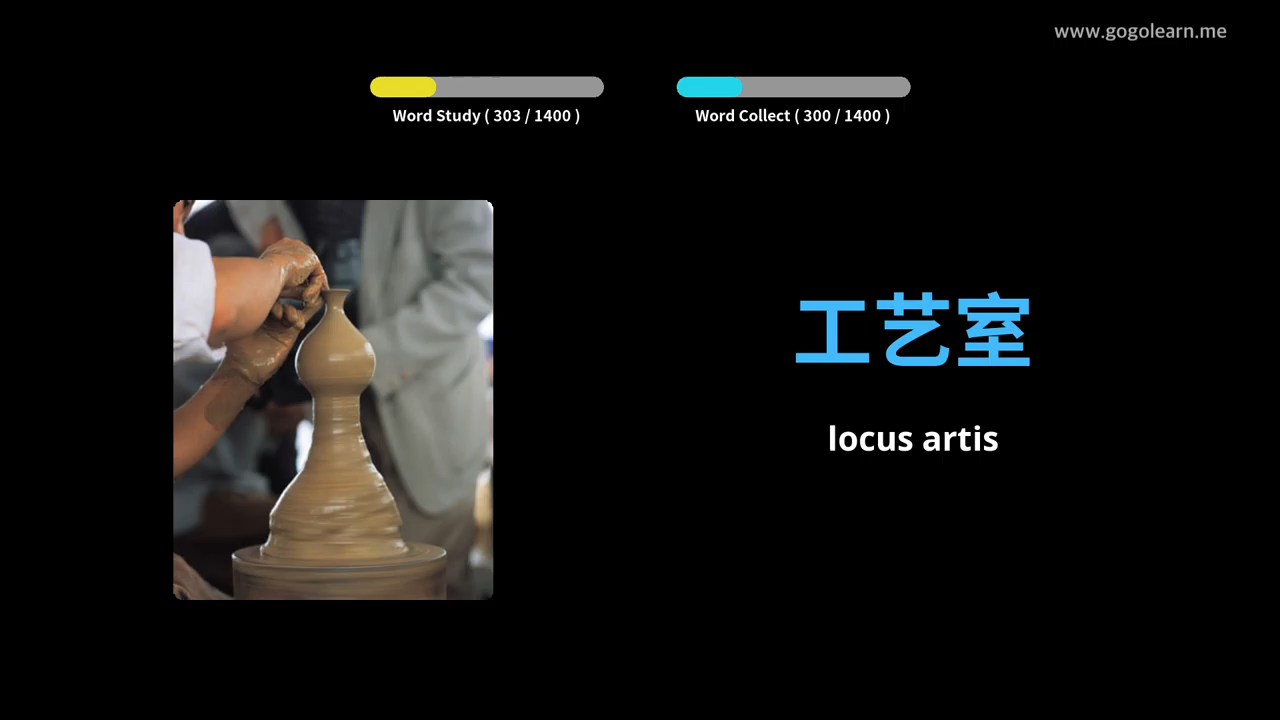 www.gogolearn.me
Word Study ( 303 / 1400 )
Word Collect ( 300 / 1400 )
工艺室
locus artis